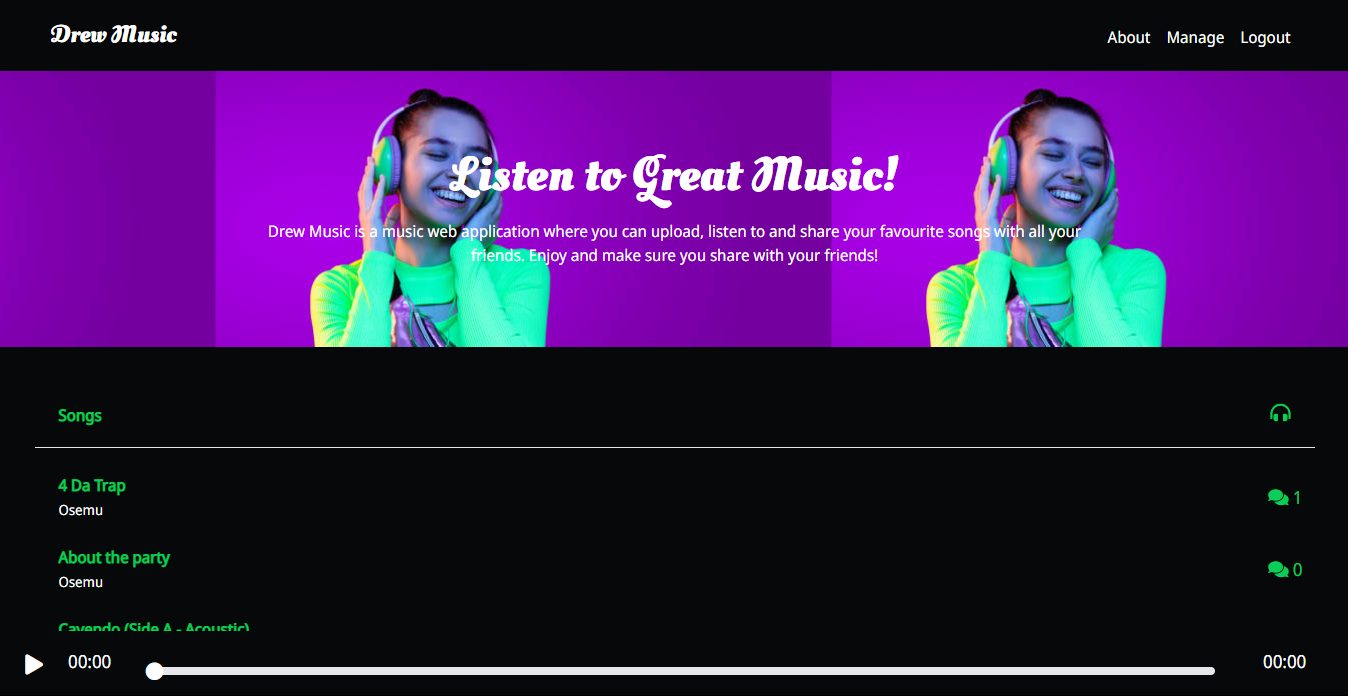 Drew Music
About Manage Logout
Listen to Great Music!
Drew Music is a music web application where you can upload, listen to and share your favourite songs with all your
friends. Enjoy and make sure you share with your friends!
Songs
4 Da Trap
Osemu
1
About the party
Osemu
0
Cavendo (Side A - Acoustic)
00:00
00:00